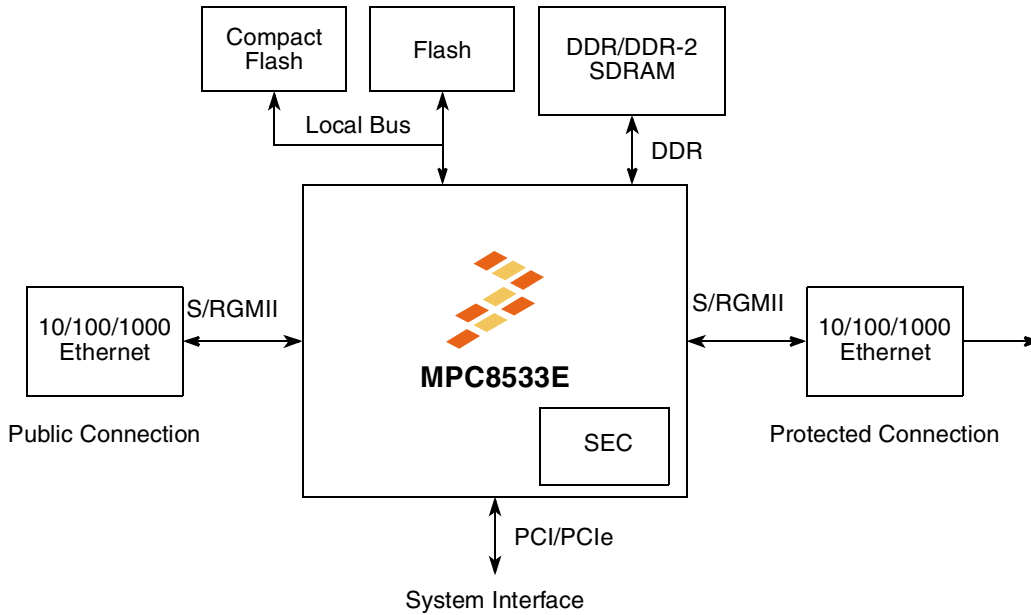 Compact
Flash
Flash
DDR/DDR-2
SDRAM
Local Bus
DDR
S/RGMII
S/RGMII
10/100/1000
Ethernet
10/100/1000
Ethernet
MPC8533E
Public Connection
SEC
Protected Connection
PCI/PCIe
System Interface